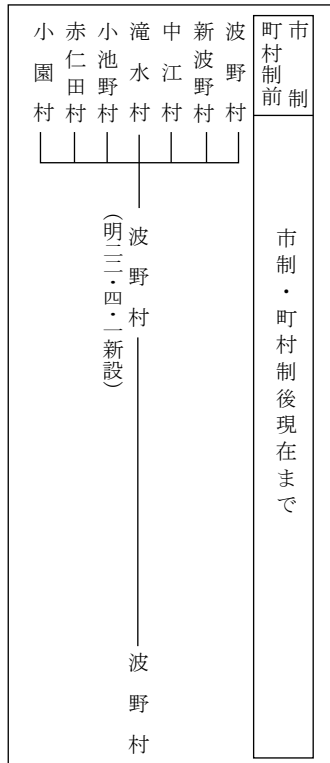 市制
町村制前
市制・町村制後現在まで
波野村
新波野村
中江村
滝水村
小池野村
赤仁田村
小園村
波野村
(明二二・四・一新設)
波野村